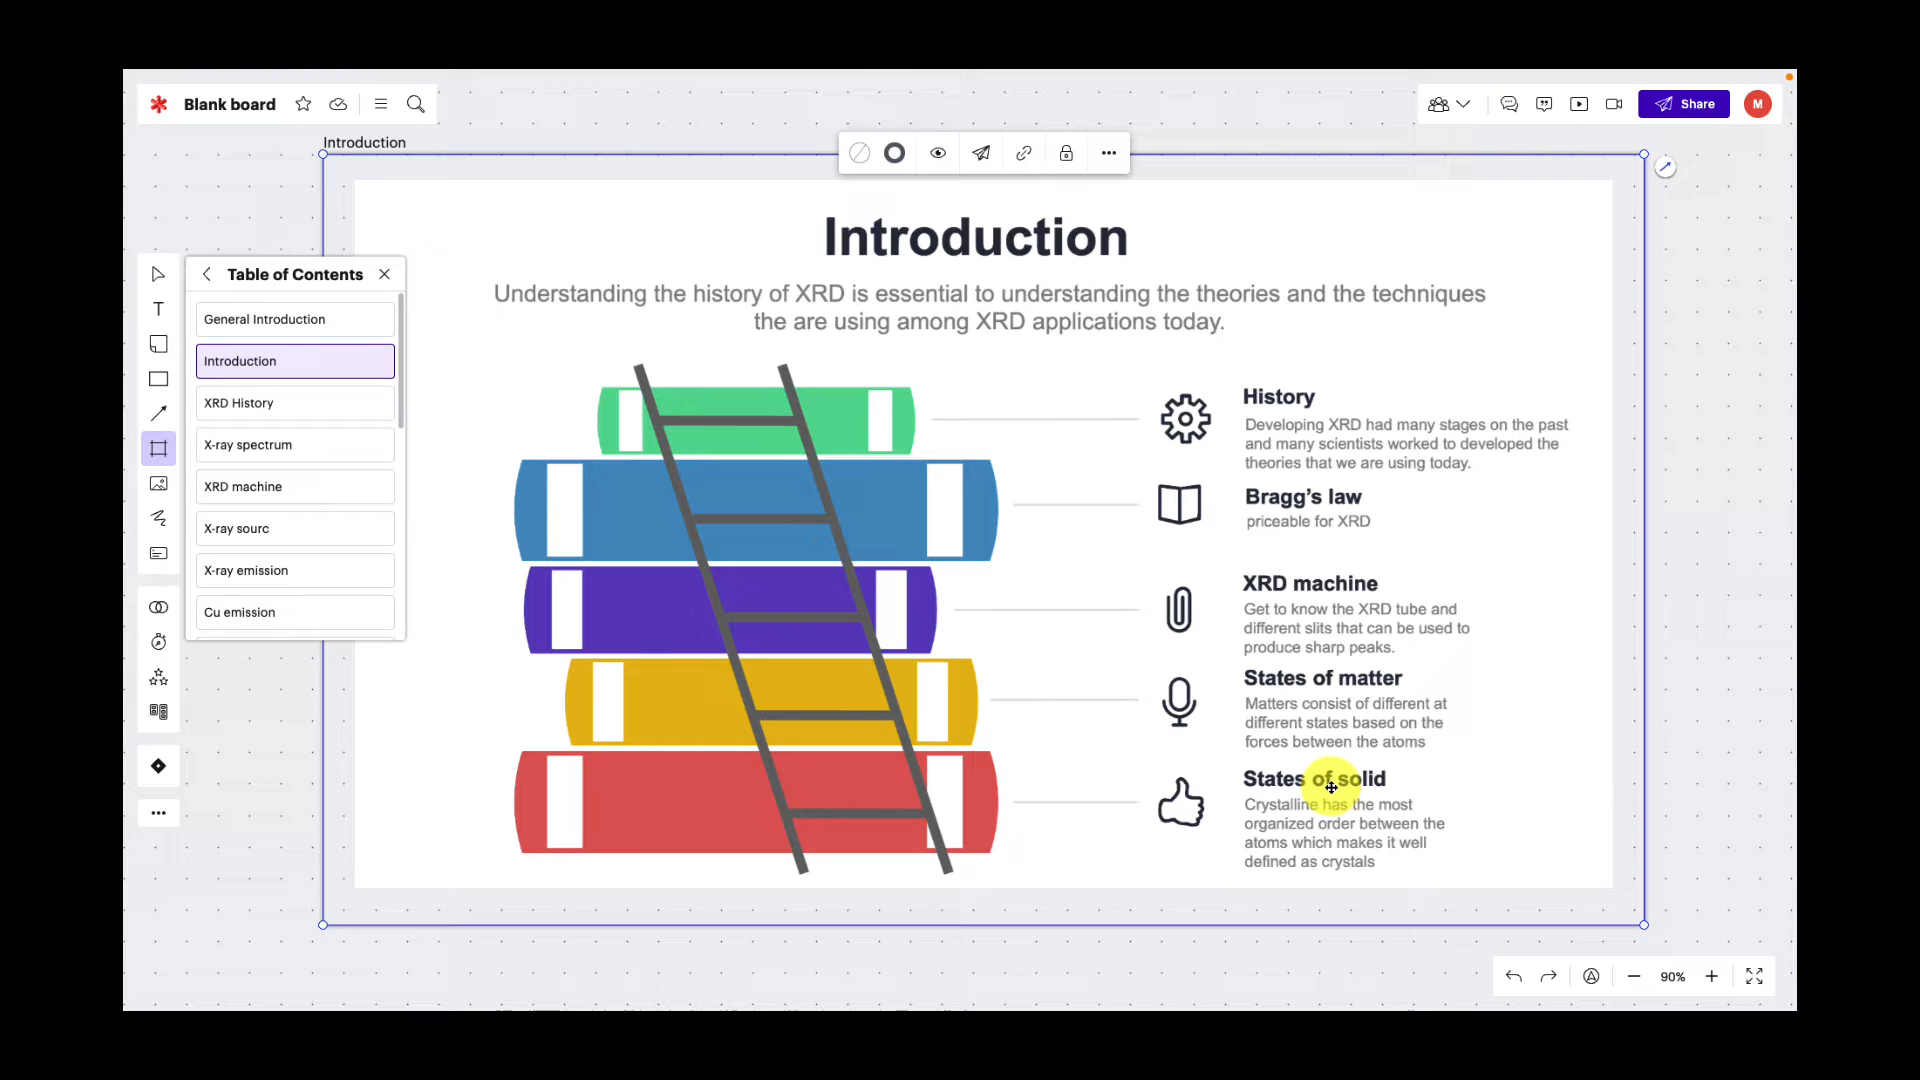 Blank board
Share
M
Introduction
Table of Contents
General Introduction
Introduction
XRD History
X-ray spectrum
XRD machine
X-ray sourc
X-ray emission
Cu emission
Introduction
Understanding the history of XRD is essential to understanding the theories and the techniques
the are using among XRD applications today.
History
Developing XRD had many stages on the past
and many scientists worked to developed the
theories that we are using today.
Bragg’s law
priceable for XRD
XRD machine
Get to know the XRD tube and
different slits that can be used to
produce sharp peaks.
States of matter
Matters consist of different at
different states based on the
forces between the atoms
States of solid
Crystalline has the most
organized order between the
atoms which makes it well
defined as crystals
90%